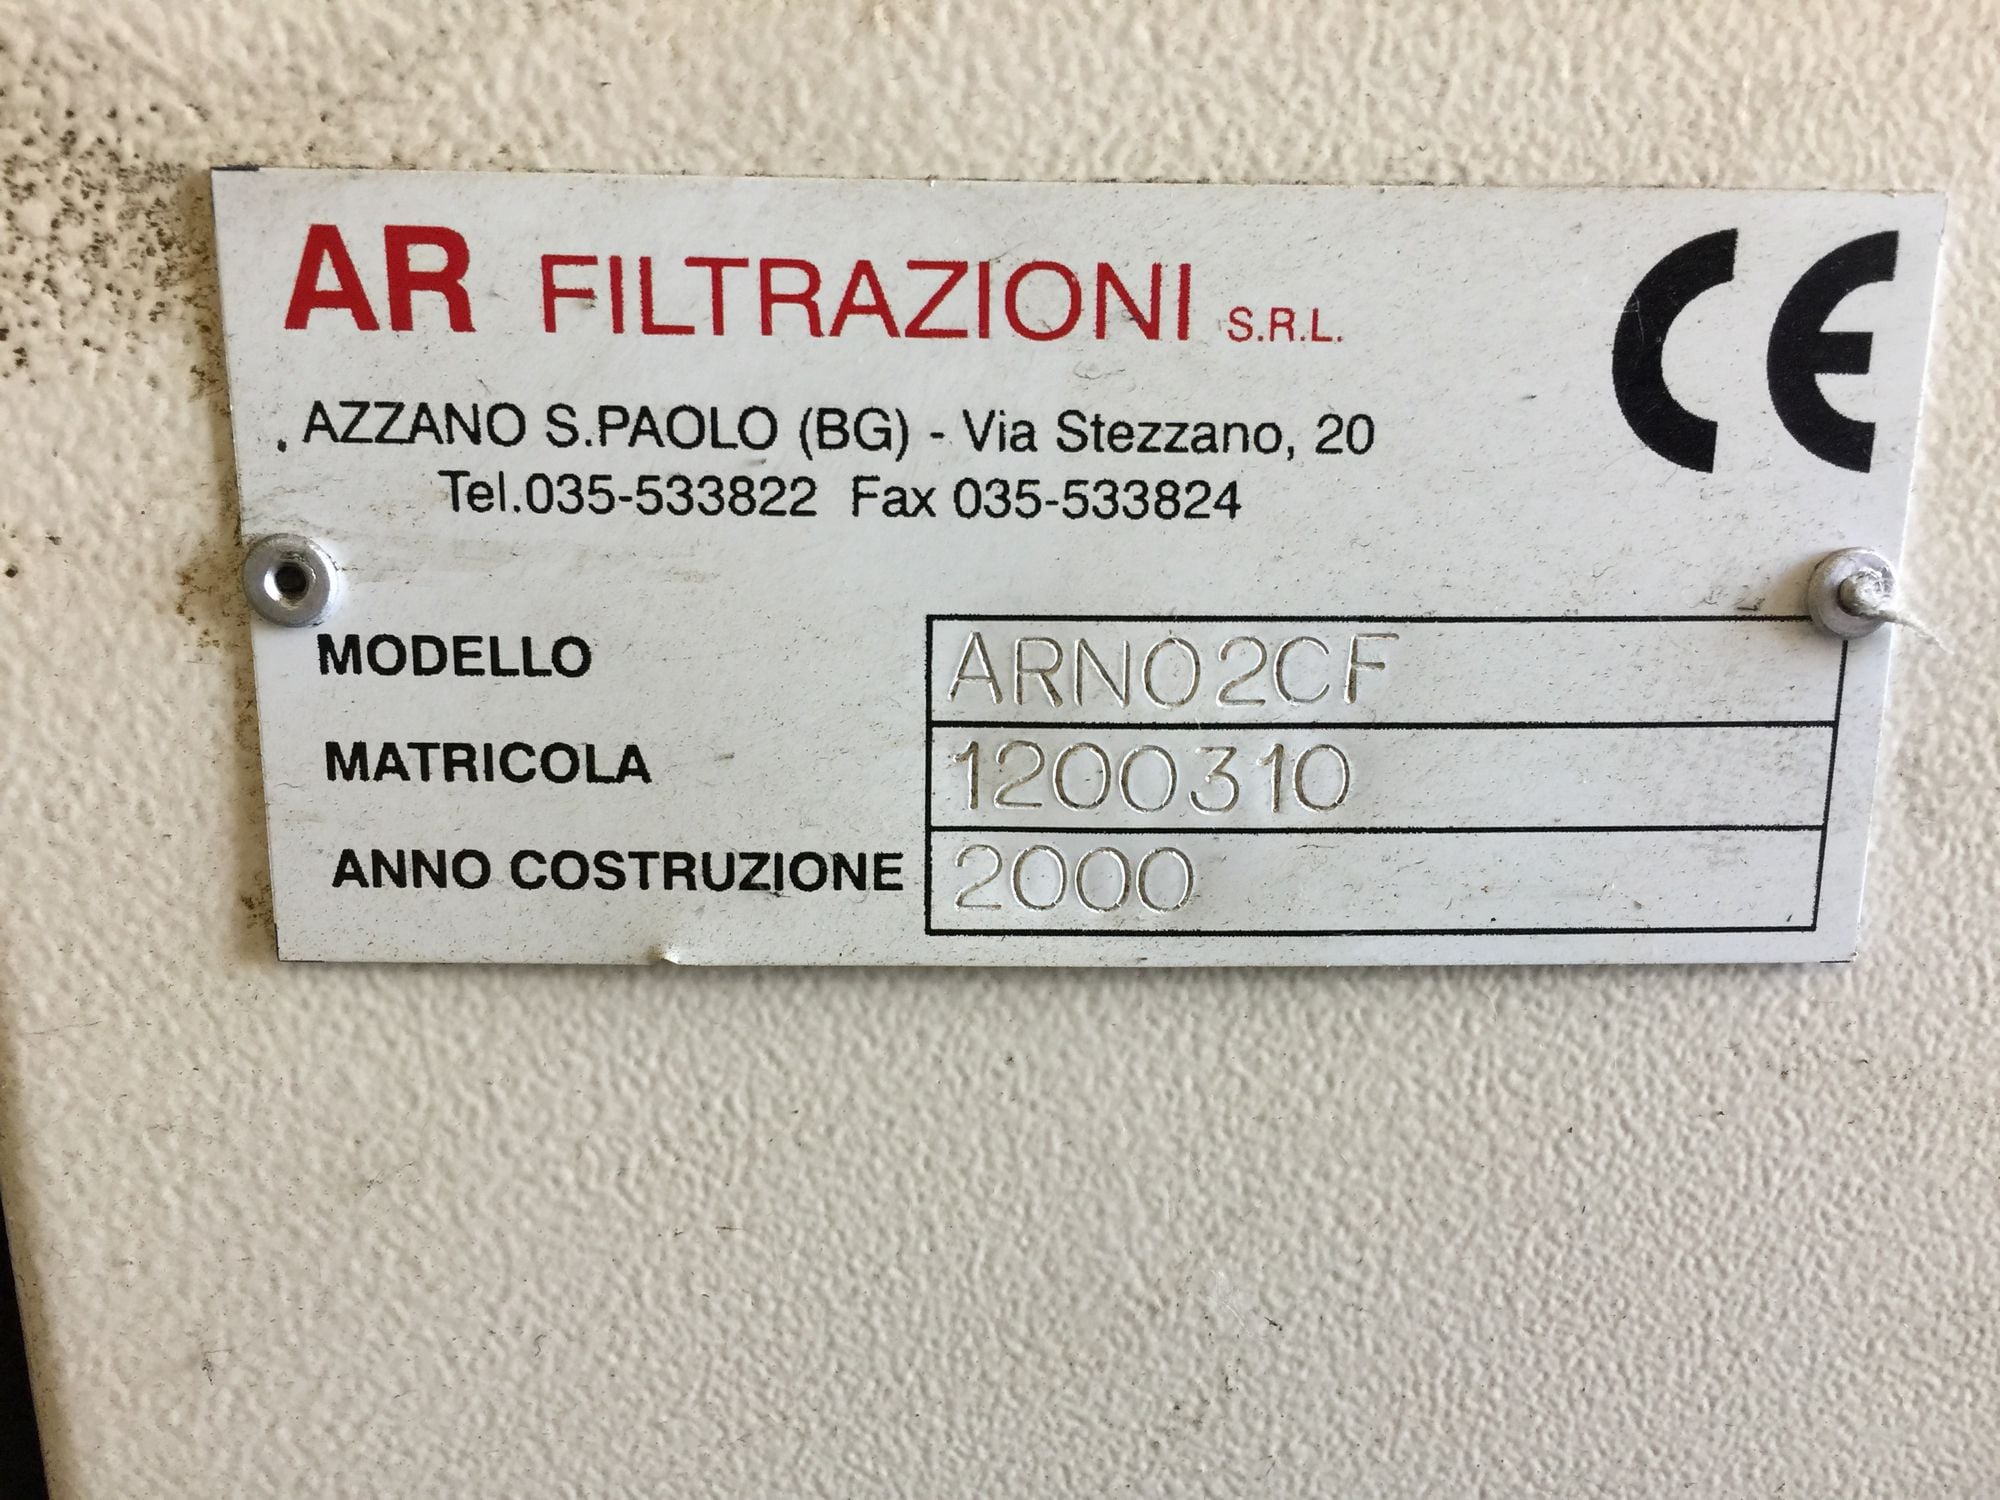 AR FILTRAZIONI S.R.L.
CE
AZZANO S.PAOLO (BG) - Via Stezzano, 20
Tel.035-533822 Fax 035-533824
MODELLO ARNO2CF
MATRICOLA 1200310
ANNO COSTRUZIONE 2000